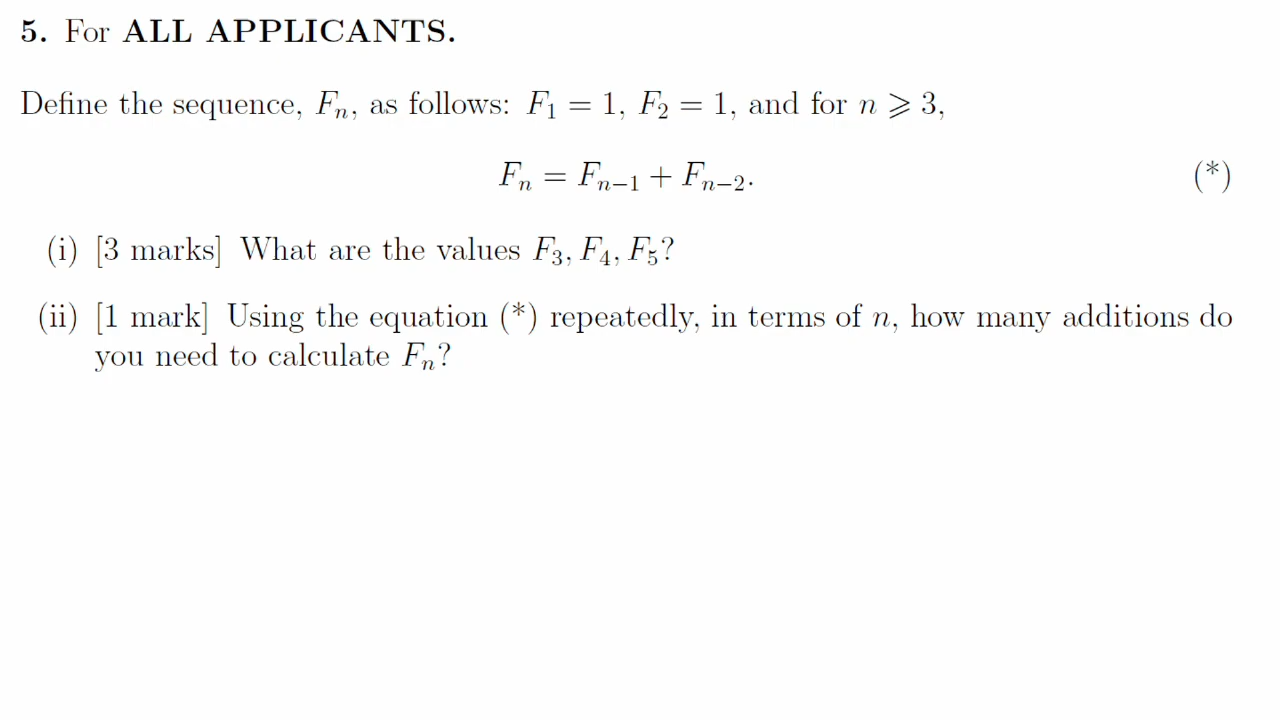 5. For ALL APPLICANTS.
Define the sequence, Fₙ, as follows: F₁ = 1, F₂ = 1, and for n ⩾ 3,
Fₙ = Fₙ₋₁ + Fₙ₋₂. (*)
(i) [3 marks] What are the values F₃, F₄, F₅?
(ii) [1 mark] Using the equation (*) repeatedly, in terms of n, how many additions do
you need to calculate Fₙ?